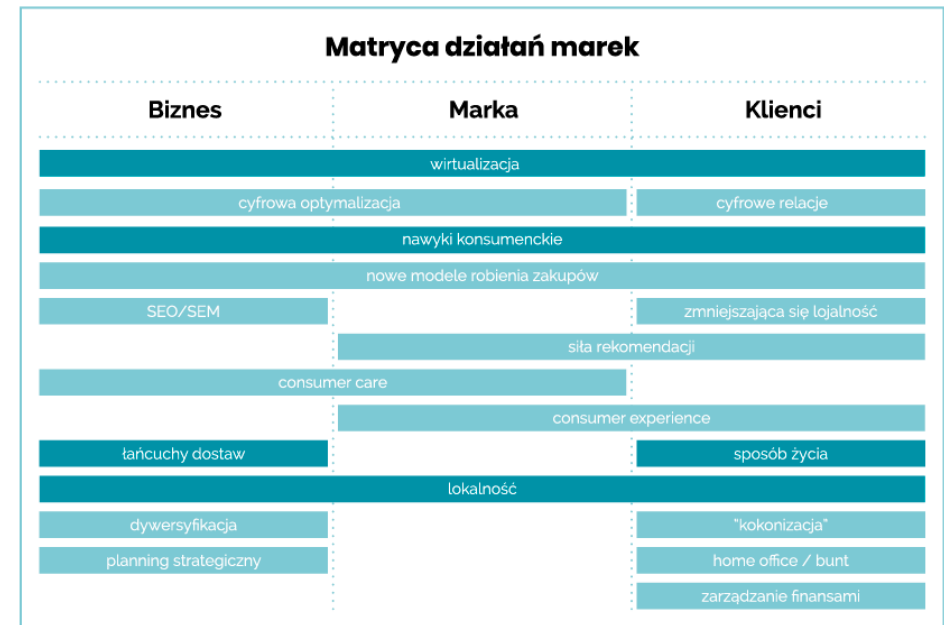 Matryca działań marek
Biznes Marka Klienci
wirtualizacja
cyfrowa optymalizacja cyfrowe relacje
nawyki konsumenckie
nowe modele robienia zakupów
SEO/SEM zmniejszająca się lojalność
siła rekomendacji
consumer care
consumer experience
łańcuchy dostaw sposób życia
lokalność
dywersyfikacja "kokonizacja"
planning strategiczny home office / bunt
zarządzanie finansami